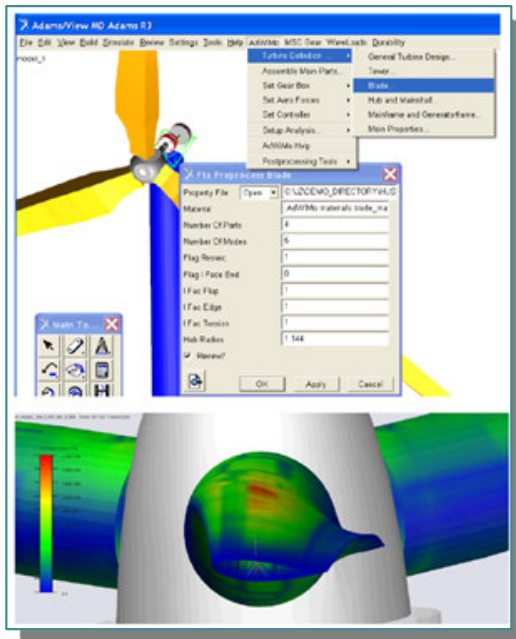 Adams/View MD Adams R3
File Edit View Build Simulate Review Settings Tools Help AdWiMo MSC Gear WaveLoads Durability
model_1
Turbine Definition ...
Assemble Main Parts...
Set Gear Box
Set Aero Forces
Set Controller
Setup Analysis...
AdWiMo Help
Postprocessing Tools
General Turbine Design...
Tower...
Blade...
Hub and Mainshaft...
Mainframe and Generatorframe...
Main Properties...
Preprocess Blade
Property File Open
Material
Number Of Parts 4
Number Of Modes 6
Flag 1
Flag I Face End 0
I Fac Flap 1
I Fac Edge 1
I Fac Torsion 1
Hub Radius 1.144
Review?
OK Apply Cancel
Main To...